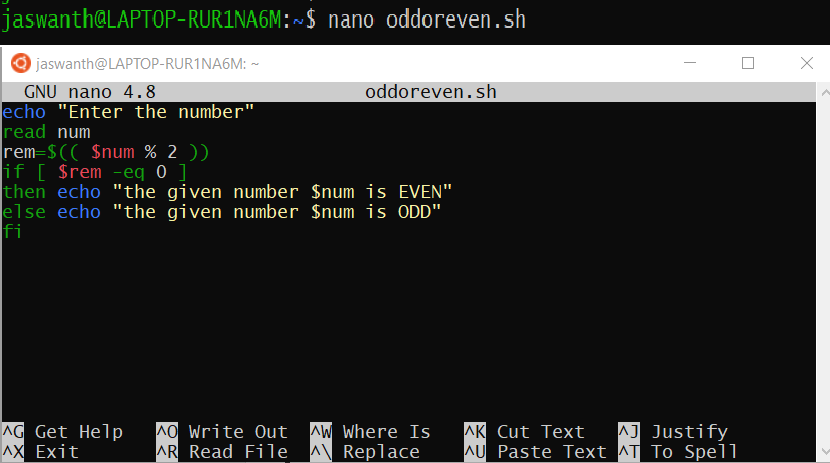 jaswanth@LAPTOP-RUR1NA6M:~$ nano oddoreven.sh
jaswanth@LAPTOP-RUR1NA6M: ~
GNU nano 4.8 oddoreven.sh
echo "Enter the number"
read num
rem=$(( $num % 2 ))
if [ $rem -eq 0 ]
then echo "the given number $num is EVEN"
else echo "the given number $num is ODD"
fi
^G Get Help ^O Write Out ^W Where Is ^K Cut Text ^J Justify
^X Exit ^R Read File ^\ Replace ^U Paste Text ^T To Spell